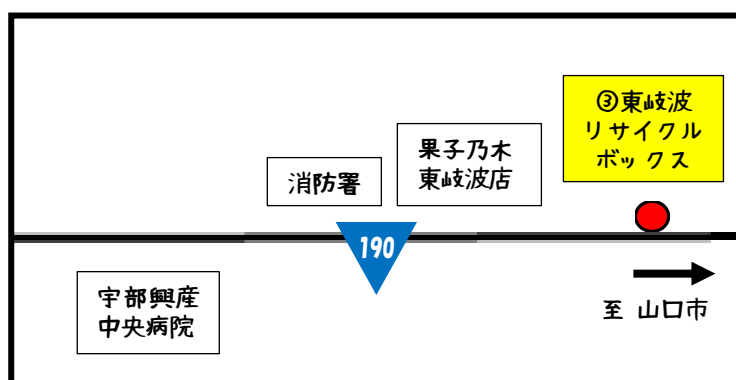 ③東岐波
リサイクル
ボックス
果子乃木
東岐波店
消防署
190
宇部興産
中央病院
至 山口市